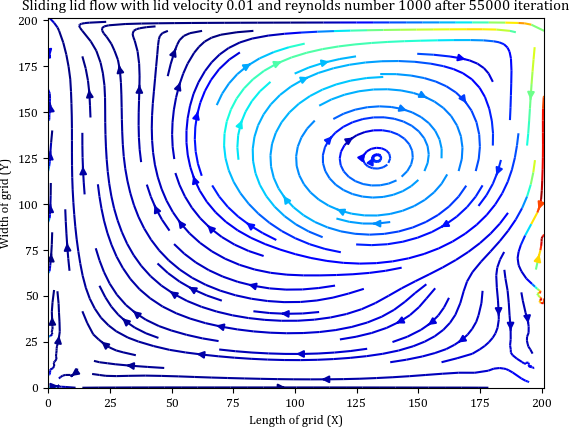 Sliding lid flow with lid velocity 0.01 and reynolds number 1000 after 55000 iteration
200
175
150
125
100
75
50
25
0
Width of grid (Y)
0 25 50 75 100 125 150 175 200
Length of grid (X)